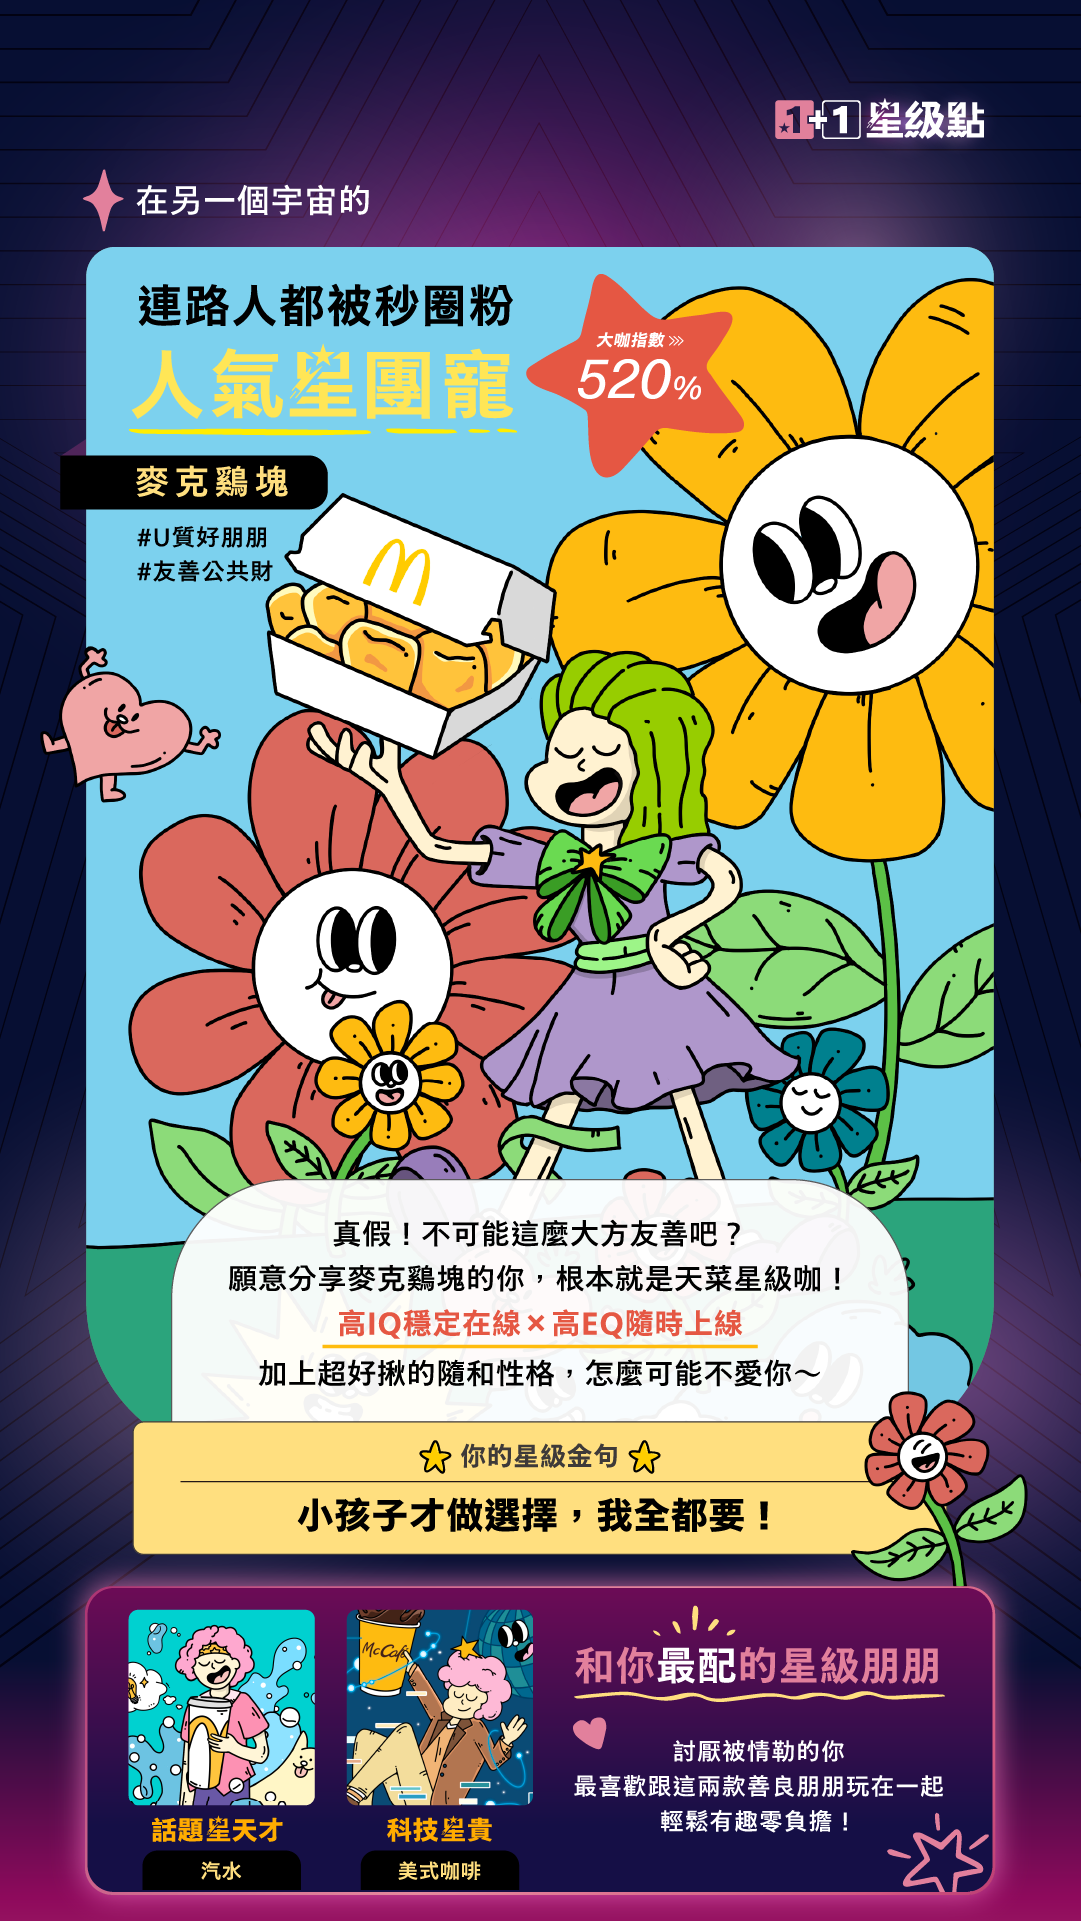 1+1星級點
在另一個宇宙的
連路人都被秒圈粉
人氣星團寵
大咖指數
520%
麥克鷄塊
#U質好朋朋
#友善公共財
真假！不可能這麼大方友善吧？
願意分享麥克鷄塊的你，根本就是天菜星級咖！
高IQ穩定在線×高EQ隨時上線
加上超好揪的隨和性格，怎麼可能不愛你～
你的星級金句
小孩子才做選擇，我全都要！
McCafé
話題星天才
汽水
科技星貴
美式咖啡
和你最配的星級朋朋
討厭被情勒的你
最喜歡跟這兩款善良朋朋玩在一起
輕鬆有趣零負擔！